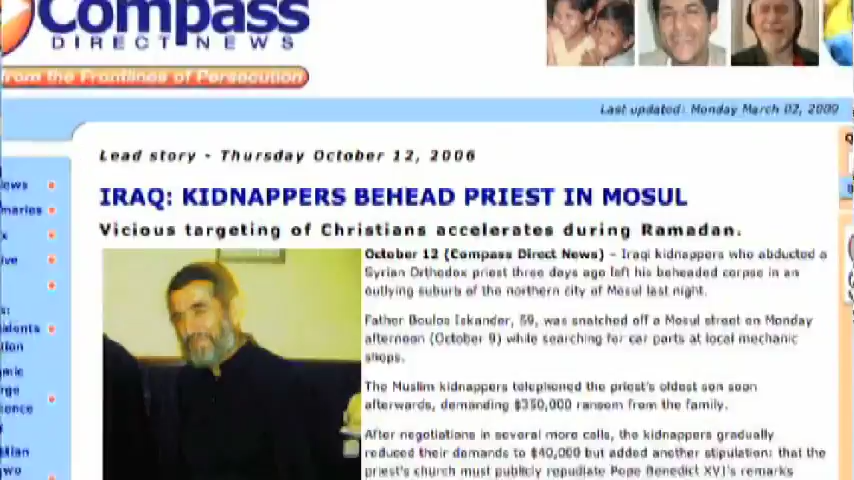 Compass
DIRECT NEWS
from the Frontlines of Persecution
Last updated: Monday March 02, 2009
Lead story - Thursday October 12, 2006
IRAQ: KIDNAPPERS BEHEAD PRIEST IN MOSUL
Vicious targeting of Christians accelerates during Ramadan.
October 12 (Compass Direct News) – Iraqi kidnappers who abducted a
Syrian Orthodox priest three days ago left his beheaded corpse in an
outlying suburb of the northern city of Mosul last night.
Father Boulos Iskander, 59, was snatched off a Mosul street on Monday
afternoon (October 9) while searching for car parts at local mechanic
shops.
The Muslim kidnappers telephoned the priest's oldest son soon
afterwards, demanding $350,000 ransom from the family.
After negotiations in several more calls, the kidnappers gradually
reduced their demands to $40,000 but added another stipulation: that the
priest's church must publicly repudiate Pope Benedict XVI's remarks